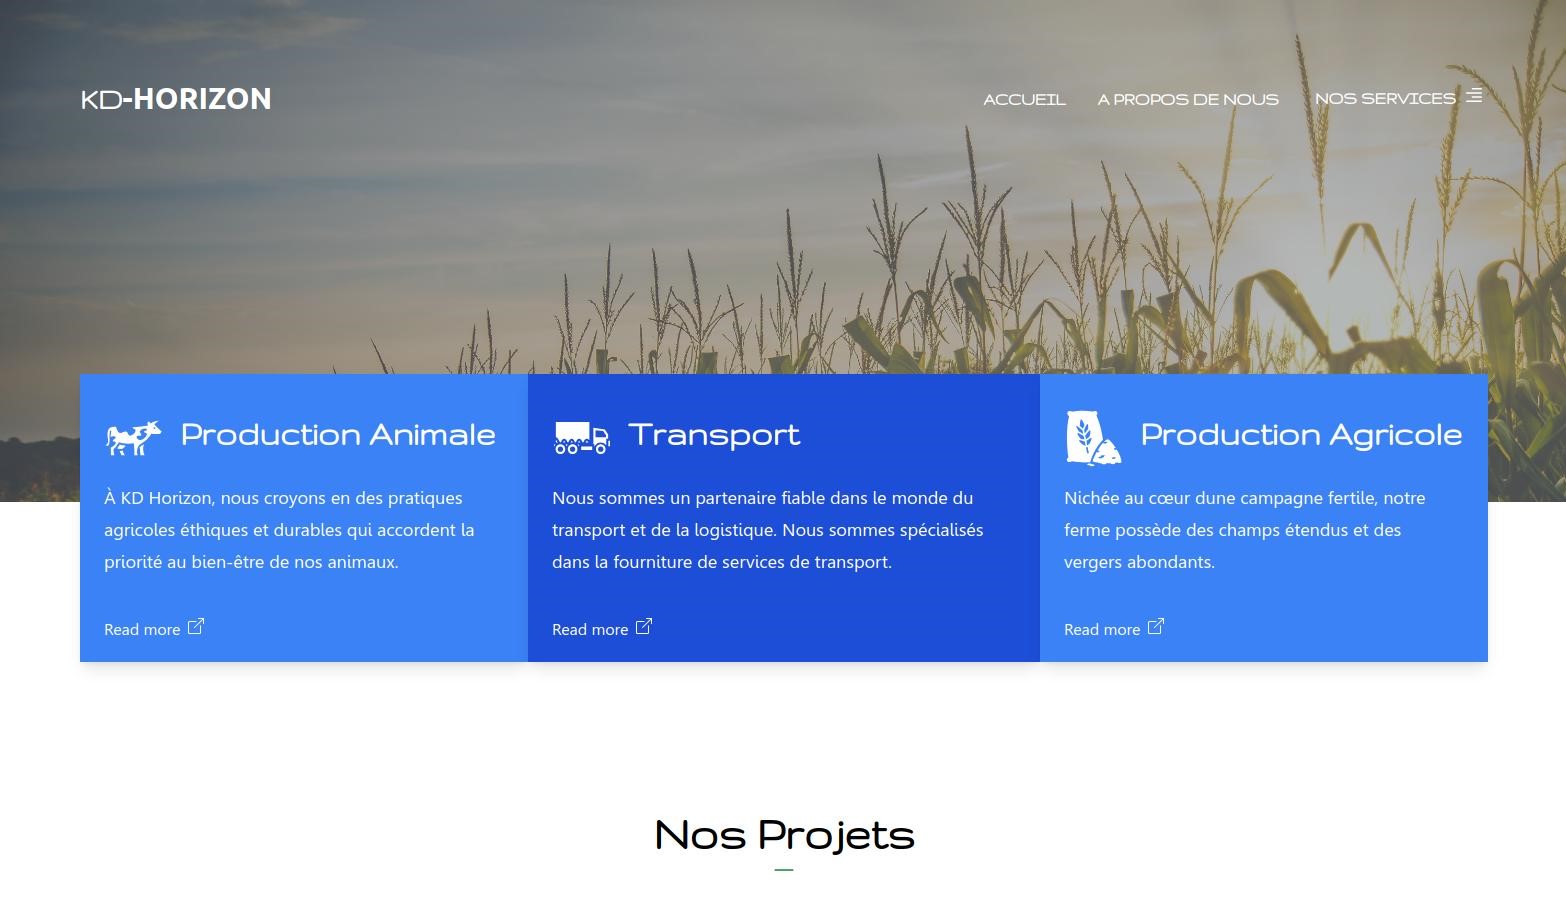 KD-HORIZON
ACCUEIL A PROPOS DE NOUS NOS SERVICES
Production Animale
À KD Horizon, nous croyons en des pratiques
agricoles éthiques et durables qui accordent la
priorité au bien-être de nos animaux.
Read more
Transport
Nous sommes un partenaire fiable dans le monde du
transport et de la logistique. Nous sommes spécialisés
dans la fourniture de services de transport.
Read more
Production Agricole
Nichée au cœur dune campagne fertile, notre
ferme possède des champs étendus et des
vergers abondants.
Read more
Nos Projets